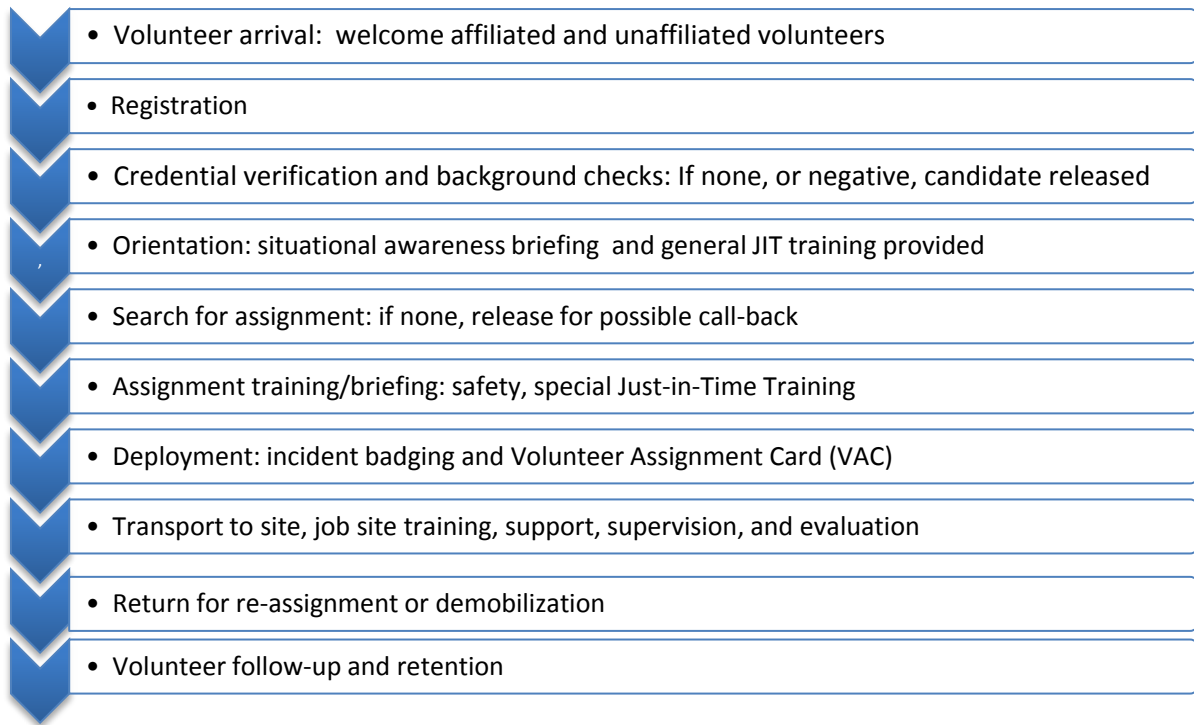 • Volunteer arrival:  welcome affiliated and unaffiliated volunteers
• Registration
• Credential verification and background checks: If none, or negative, candidate released
• Orientation: situational awareness briefing  and general JIT training provided
,
• Search for assignment: if none, release for possible call-back
• Assignment training/briefing: safety, special Just-in-Time Training
• Deployment: incident badging and Volunteer Assignment Card (VAC)
• Transport to site, job site training, support, supervision, and evaluation
• Return for re-assignment or demobilization
• Volunteer follow-up and retention